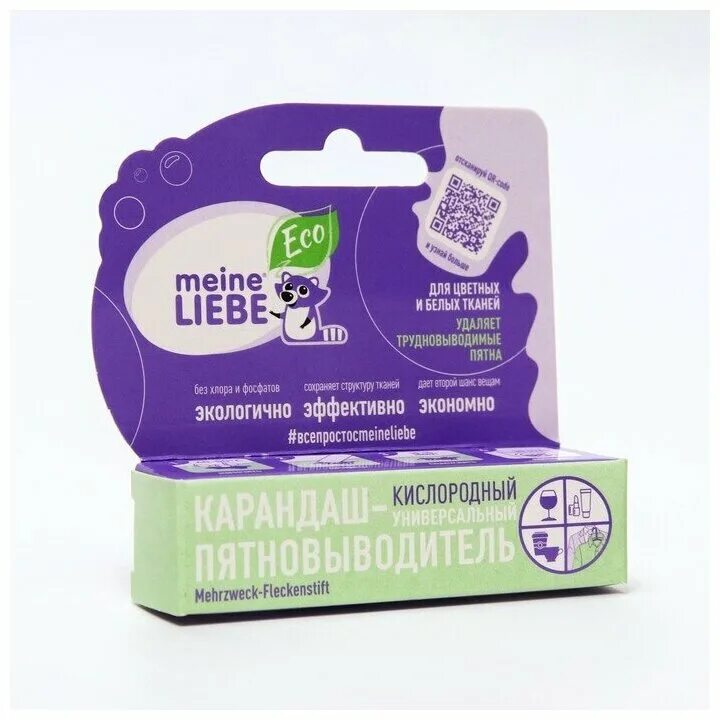 Eco
meine
LIEBE
отсканируй QR-code
и узнай больше
ДЛЯ ЦВЕТНЫХ
И БЕЛЫХ ТКАНЕЙ
УДАЛЯЕТ
ТРУДНОВЫВОДИМЫЕ
ПЯТНА
без хлора и фосфатов
ЭКОЛОГИЧНО
сохраняет структуру тканей
ЭФФЕКТИВНО
дает второй шанс вещам
ЭКОНОМНО
#всепростосmeineliebe
КАРАНДАШ-
КИСЛОРОДНЫЙ
УНИВЕРСАЛЬНЫЙ
ПЯТНОВЫВОДИТЕЛЬ
Mehrzweck-Fleckenstift